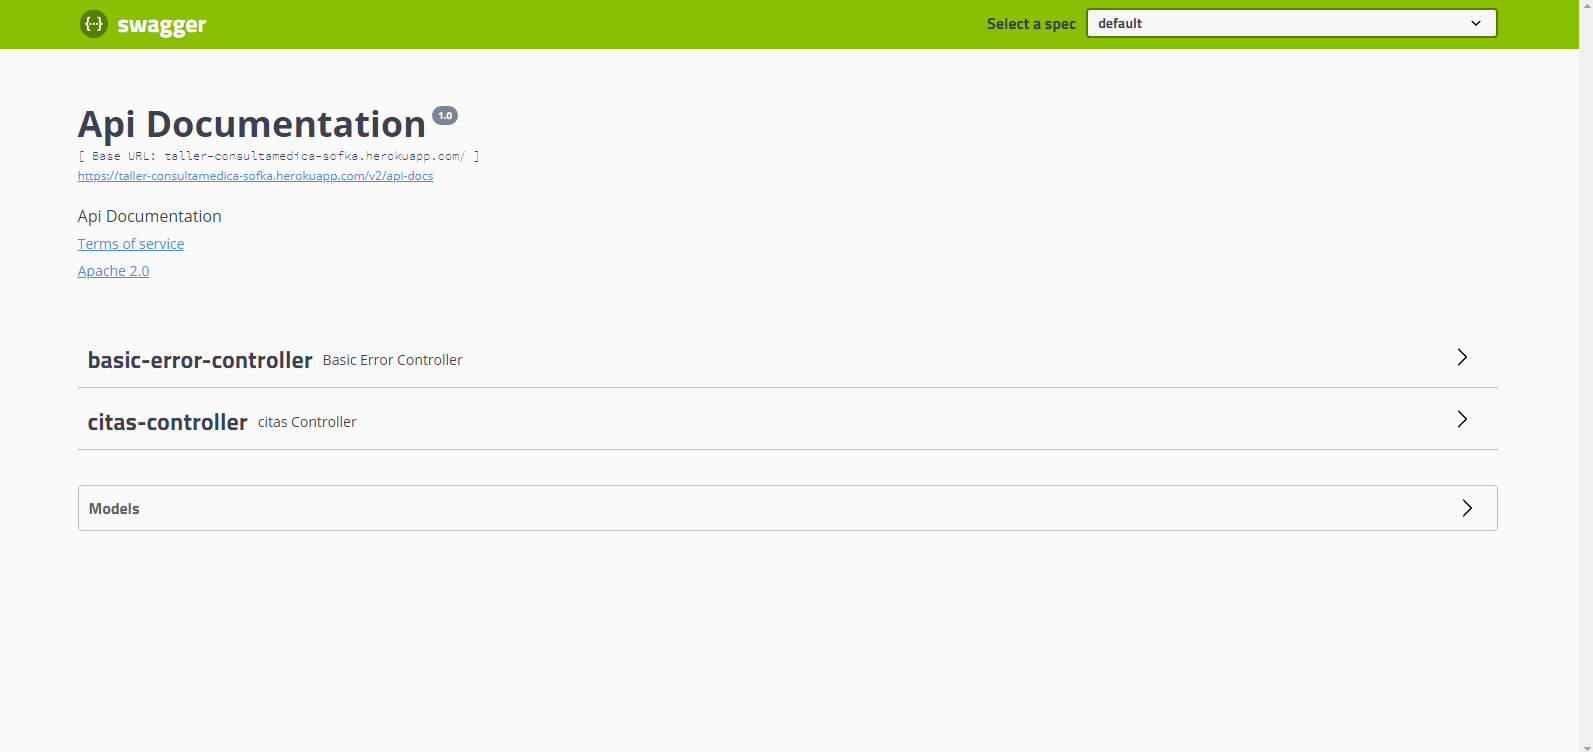 {···} swagger
Select a spec default
Api Documentation 1.0
[ Base URL: taller-consultamedica-sofka.herokuapp.com/ ]
https://taller-consultamedica-sofka.herokuapp.com/v2/api-docs
Api Documentation
Terms of service
Apache 2.0
basic-error-controller Basic Error Controller
citas-controller citas Controller
Models